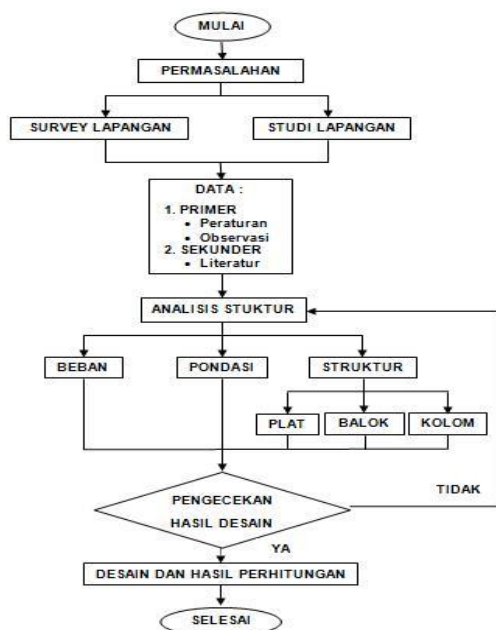 MULAI
PERMASALAHAN
SURVEY LAPANGAN
STUDI LAPANGAN
DATA :
1. PRIMER
• Peraturan
• Observasi
2. SEKUNDER
• Literatur
ANALISIS STUKTUR
BEBAN
PONDASI
STRUKTUR
PLAT
BALOK
KOLOM
PENGECEKAN
HASIL DESAIN
TIDAK
YA
DESAIN DAN HASIL PERHITUNGAN
SELESAI